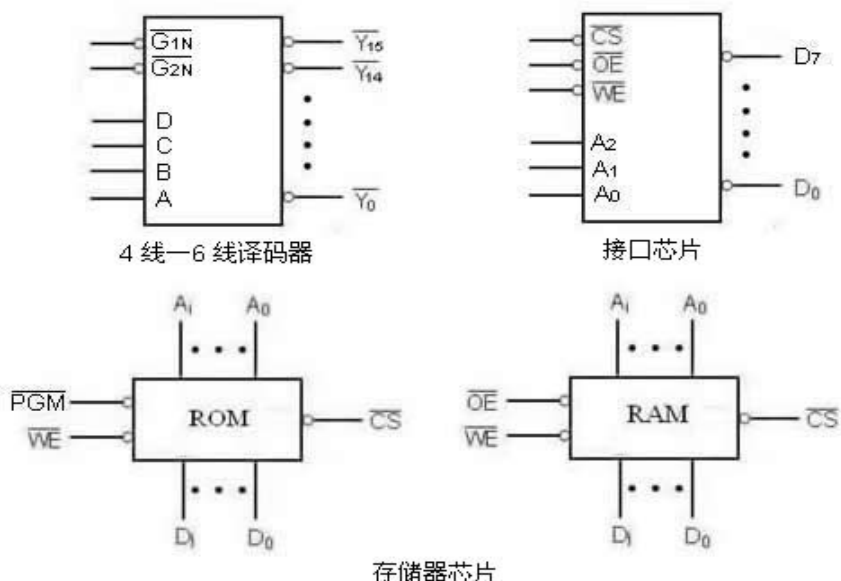 G1N Y15 CS
G2N Y14 OE D7
WE
D
C A2
B A1
A Y0 A0 D0
4 线一6 线译码器 接口芯片
Ai A0 Ai A0
PGM ROM CS OE RAM CS
WE WE
Di D0 Di D0
存储器芯片